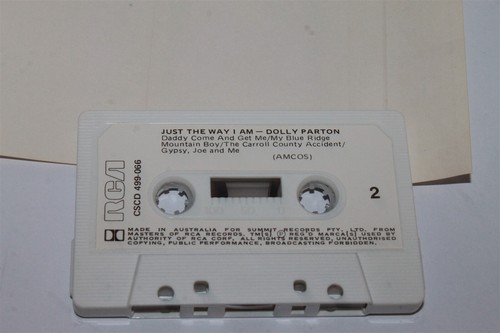 JUST THE WAY I AM — DOLLY PARTON
Daddy Come And Get Me/My Blue Ridge
Mountain Boy/The Carroll County Accident/
Gypsy, Joe and Me
(AMCOS)
RCA
CSCD 499-066
2
MADE IN AUSTRALIA FOR SUMMIT RECORDS PTY. LTD. FROM
MASTERS OF RCA RECORDS. TM(S) Ⓟ REG'D MARCA(S) USED BY
AUTHORITY OF RCA CORP. ALL RIGHTS RESERVED. UNAUTHORISED
COPYING, PUBLIC PERFORMANCE, BROADCASTING FORBIDDEN.